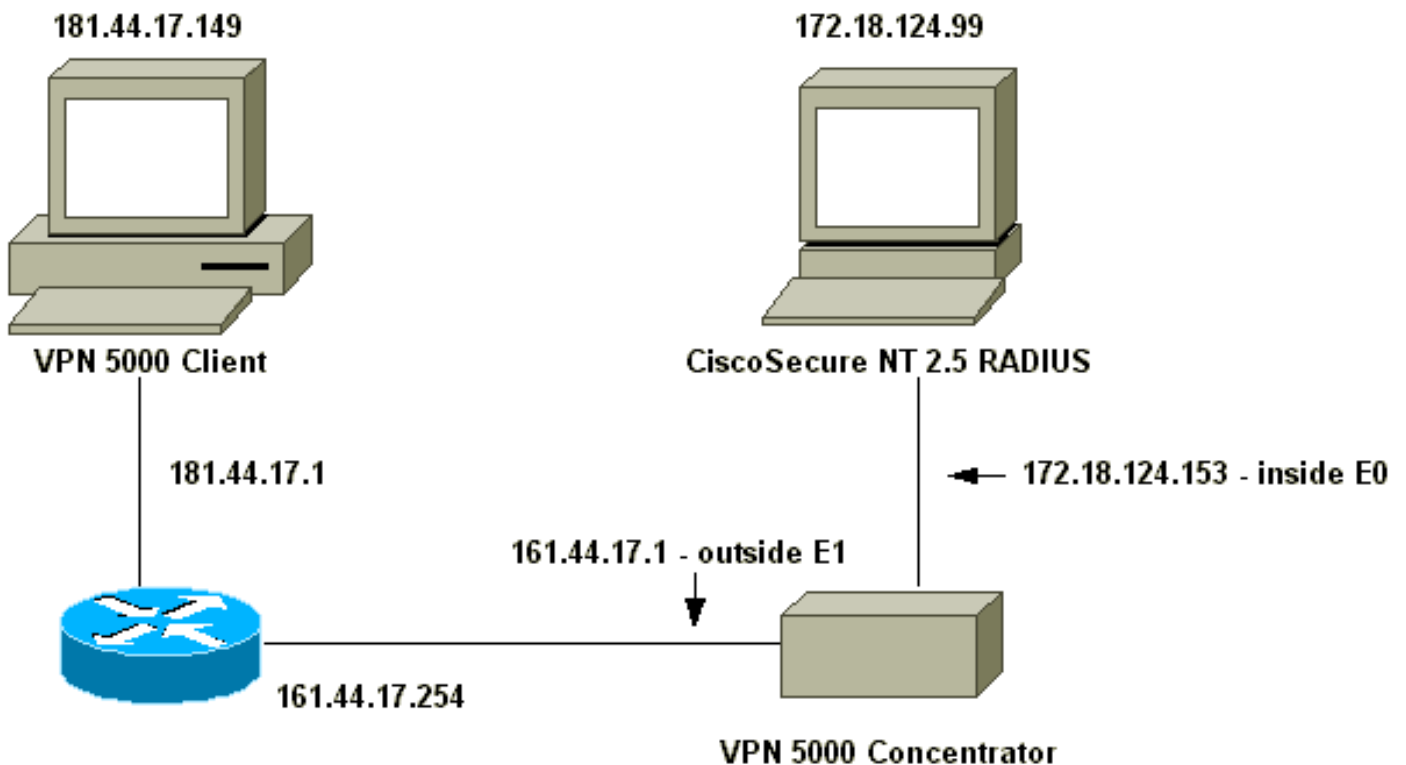 181.44.17.149
172.18.124.99
VPN 5000 Client
CiscoSecure NT 2.5 RADIUS
181.44.17.1
172.18.124.153 - inside E0
161.44.17.1 - outside E1
161.44.17.254
VPN 5000 Concentrator